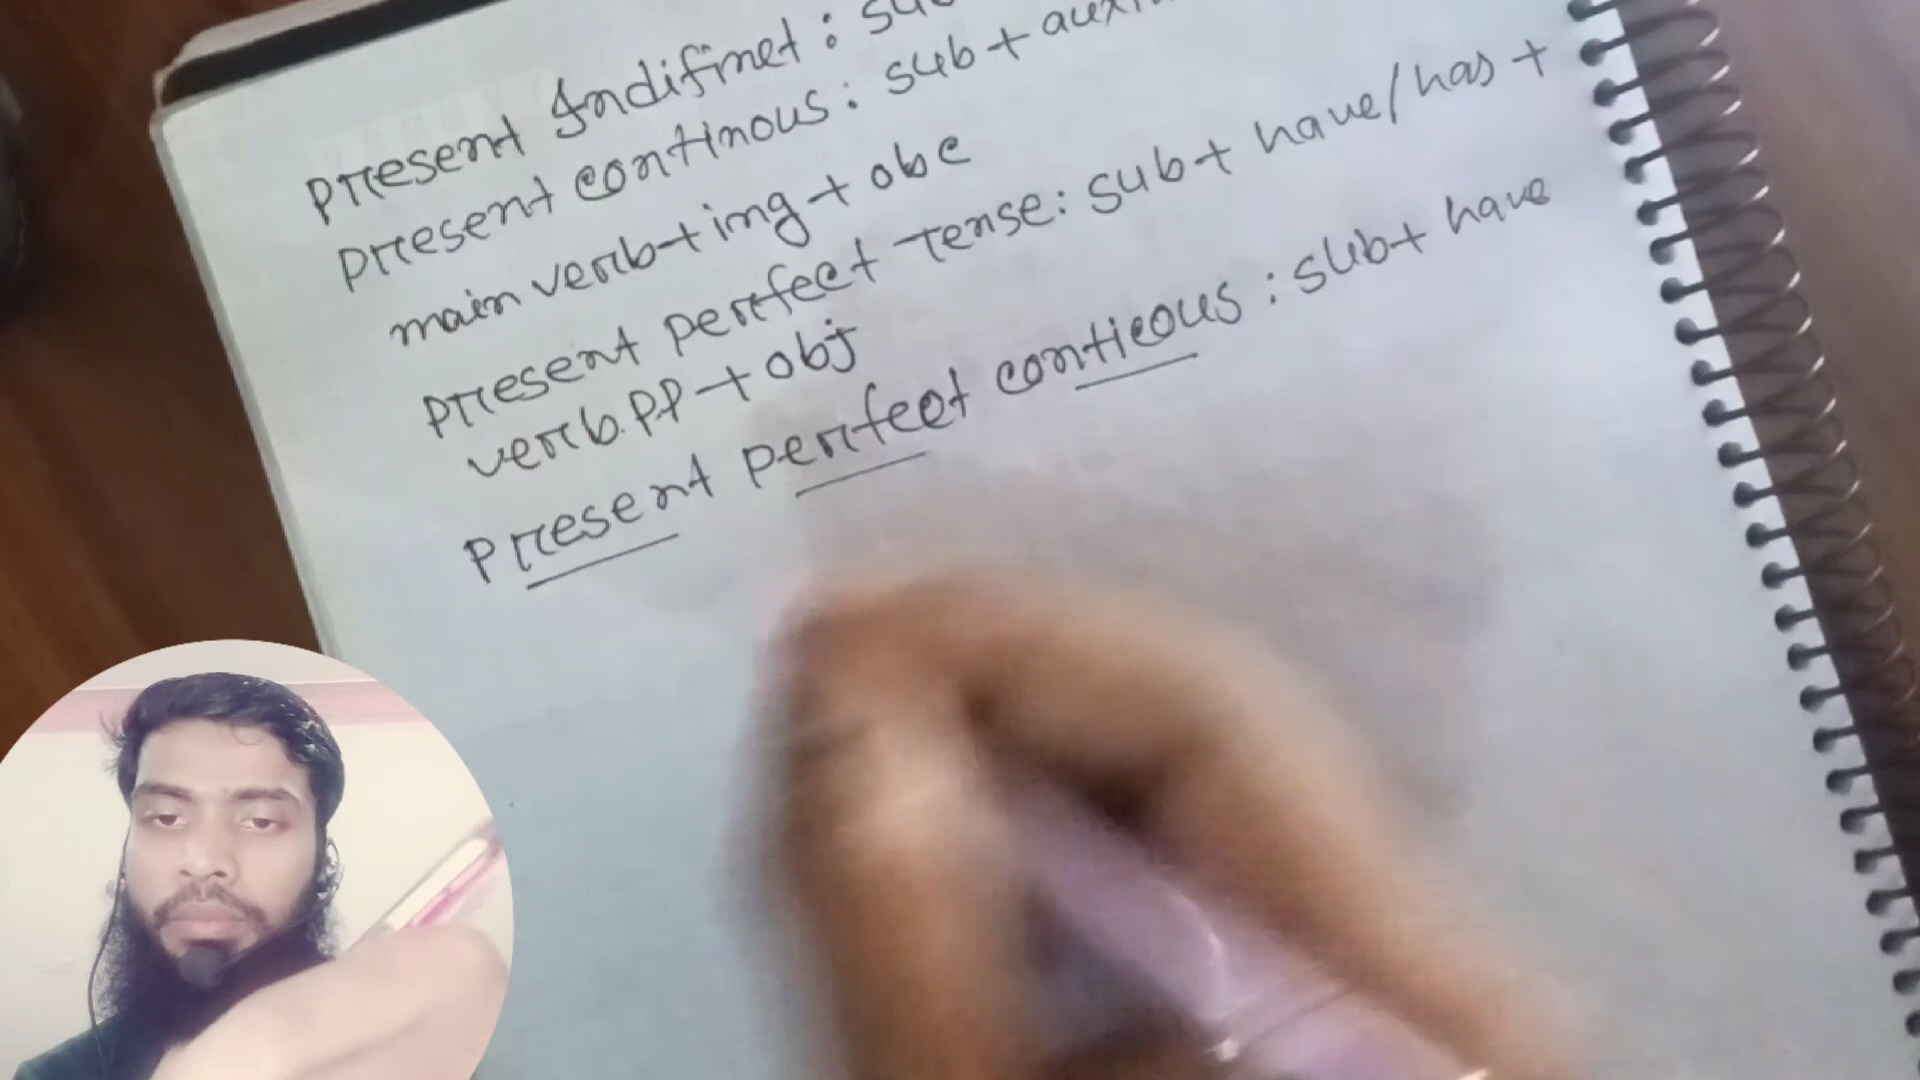 Present Indifinet : su
Present continous : sub + auxi
main verb + ing + obe
Present perfect Tense : sub + have/has +
verb.p.p + obj
Present perfect contieous : sub + have